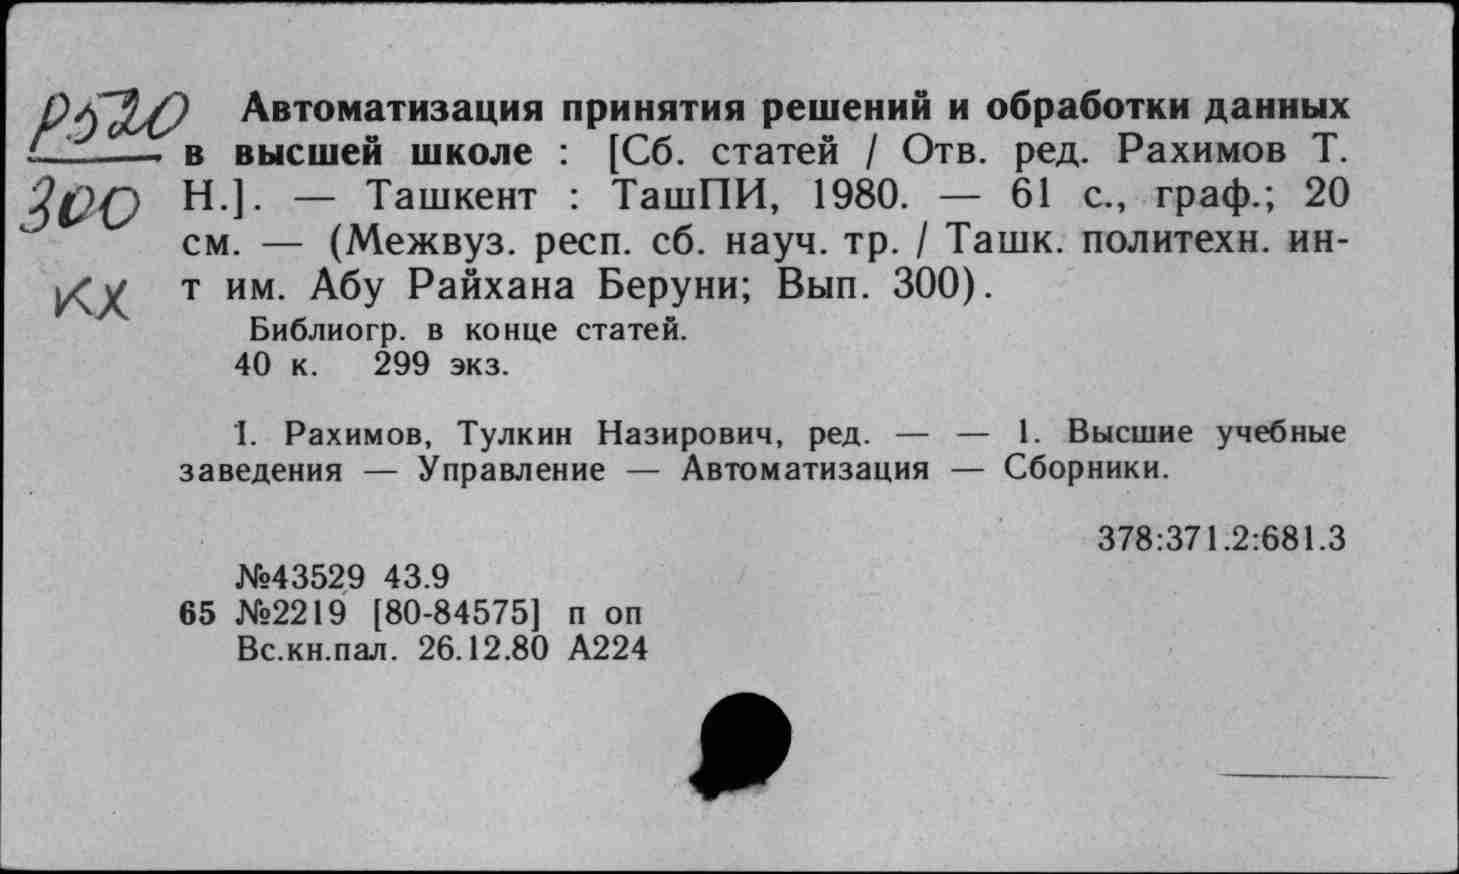 Р520
300
КХ
Автоматизация принятия решений и обработки данных
в высшей школе : [Сб. статей / Отв. ред. Рахимов Т.
Н.]. — Ташкент : ТашПИ, 1980. — 61 с., граф.; 20
см. — (Межвуз. респ. сб. науч. тр. / Ташк. политехн. ин-
т им. Абу Райхана Беруни; Вып. 300).
Библиогр. в конце статей.
40 к. 299 экз.
I. Рахимов, Тулкин Назирович, ред. — — 1. Высшие учебные
заведения — Управление — Автоматизация — Сборники.
378:371.2:681.3
№43529 43.9
65 №2219 [80-84575] п оп
Вс.кн.пал. 26.12.80 А224